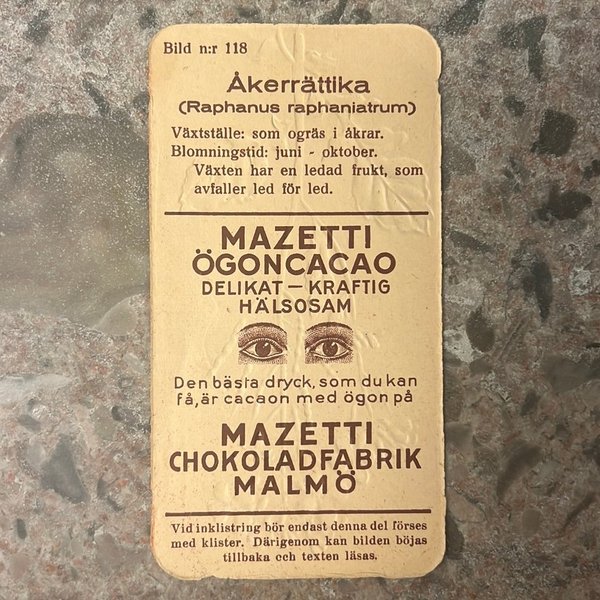 Bild n:r 118
Åkerrättika
(Raphanus raphaniatrum)
Växtställe: som ogräs i åkrar.
Blomningstid: juni - oktober.
Växten har en ledad frukt, som
avfaller led för led.
MAZETTI
ÖGONCACAO
DELIKAT — KRAFTIG
HÄLSOSAM
Den bästa dryck, som du kan
få, är cacaon med ögon på
MAZETTI
CHOKOLADFABRIK
MALMÖ
Vid inklistring bör endast denna del förses
med klister. Därigenom kan bilden böjas
tillbaka och texten läsas.